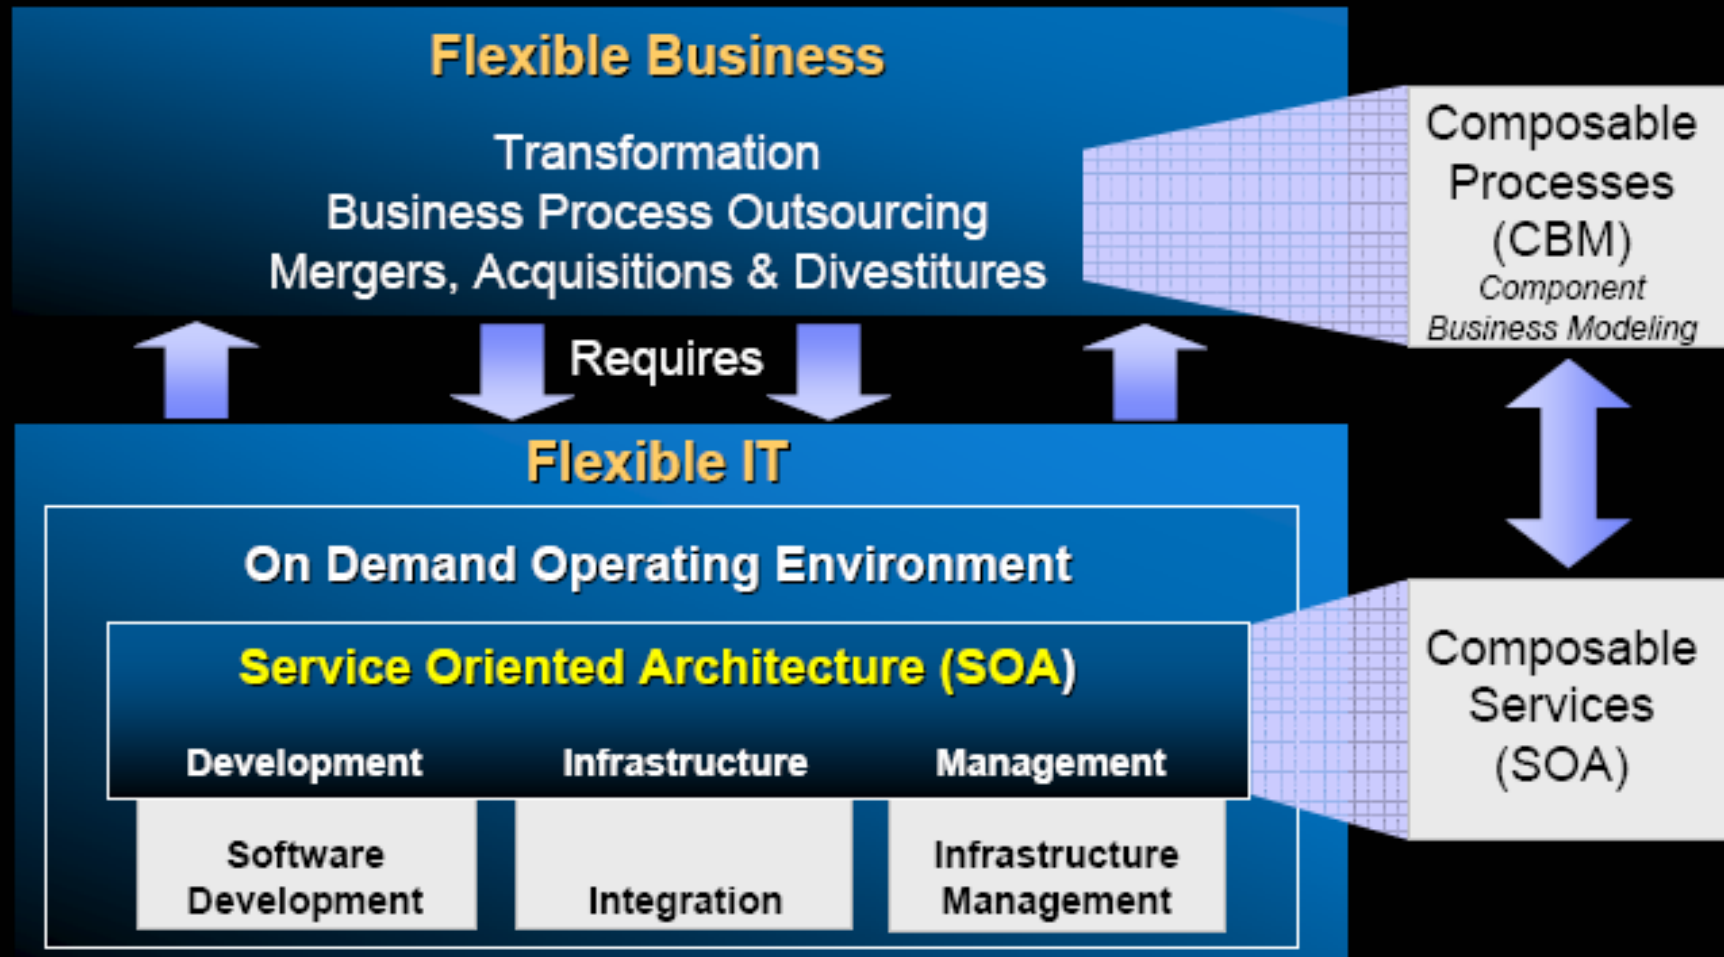 Flexible Business
Transformation
Business Process Outsourcing
Mergers, Acquisitions & Divestitures
Composable
Processes
(CBM)
Component
Business Modeling
Requires
Flexible IT
On Demand Operating Environment
Service Oriented Architecture (SOA)
Development
Infrastructure
Management
Software
Development
Integration
Infrastructure
Management
Composable
Services
(SOA)